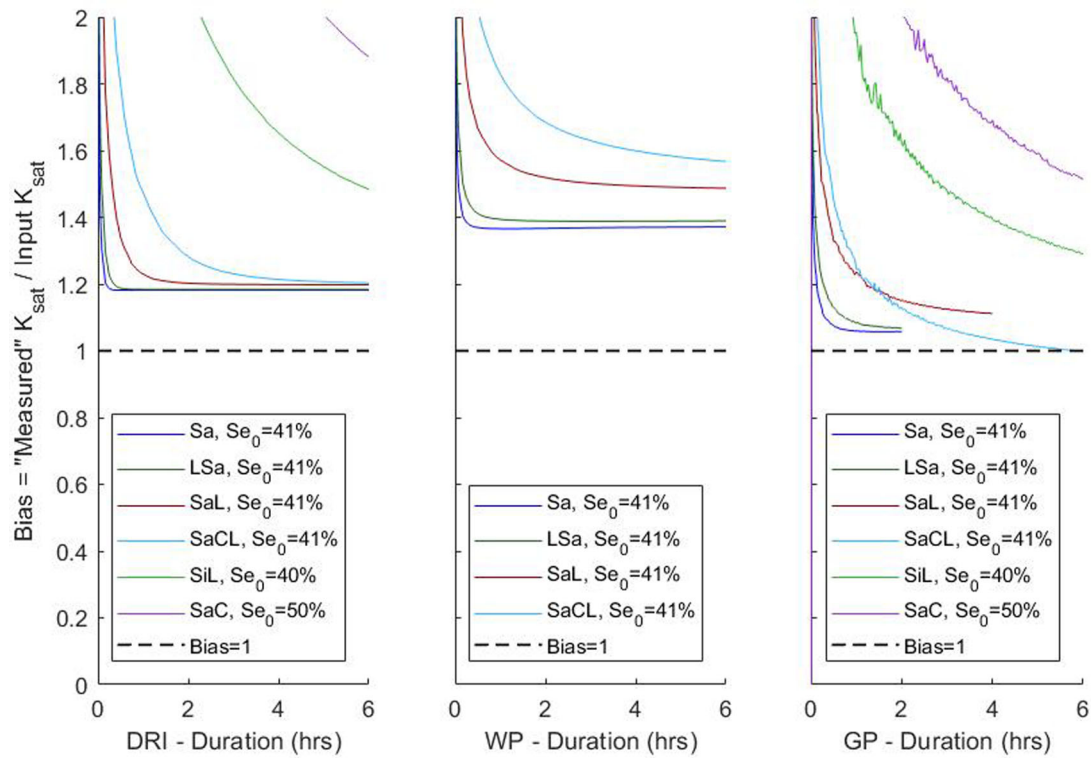 Bias = "Measured" K_sat / Input K_sat
2
1.8
1.6
1.4
1.2
1
0.8
0.6
0.4
0.2
0
Sa, Se_0=41%
LSa, Se_0=41%
SaL, Se_0=41%
SaCL, Se_0=41%
SiL, Se_0=40%
SaC, Se_0=50%
Bias=1
0 2 4 6
DRI - Duration (hrs)
Sa, Se_0=41%
LSa, Se_0=41%
SaL, Se_0=41%
SaCL, Se_0=41%
Bias=1
0 2 4 6
WP - Duration (hrs)
Sa, Se_0=41%
LSa, Se_0=41%
SaL, Se_0=41%
SaCL, Se_0=41%
SiL, Se_0=40%
SaC, Se_0=50%
Bias=1
0 2 4 6
GP - Duration (hrs)